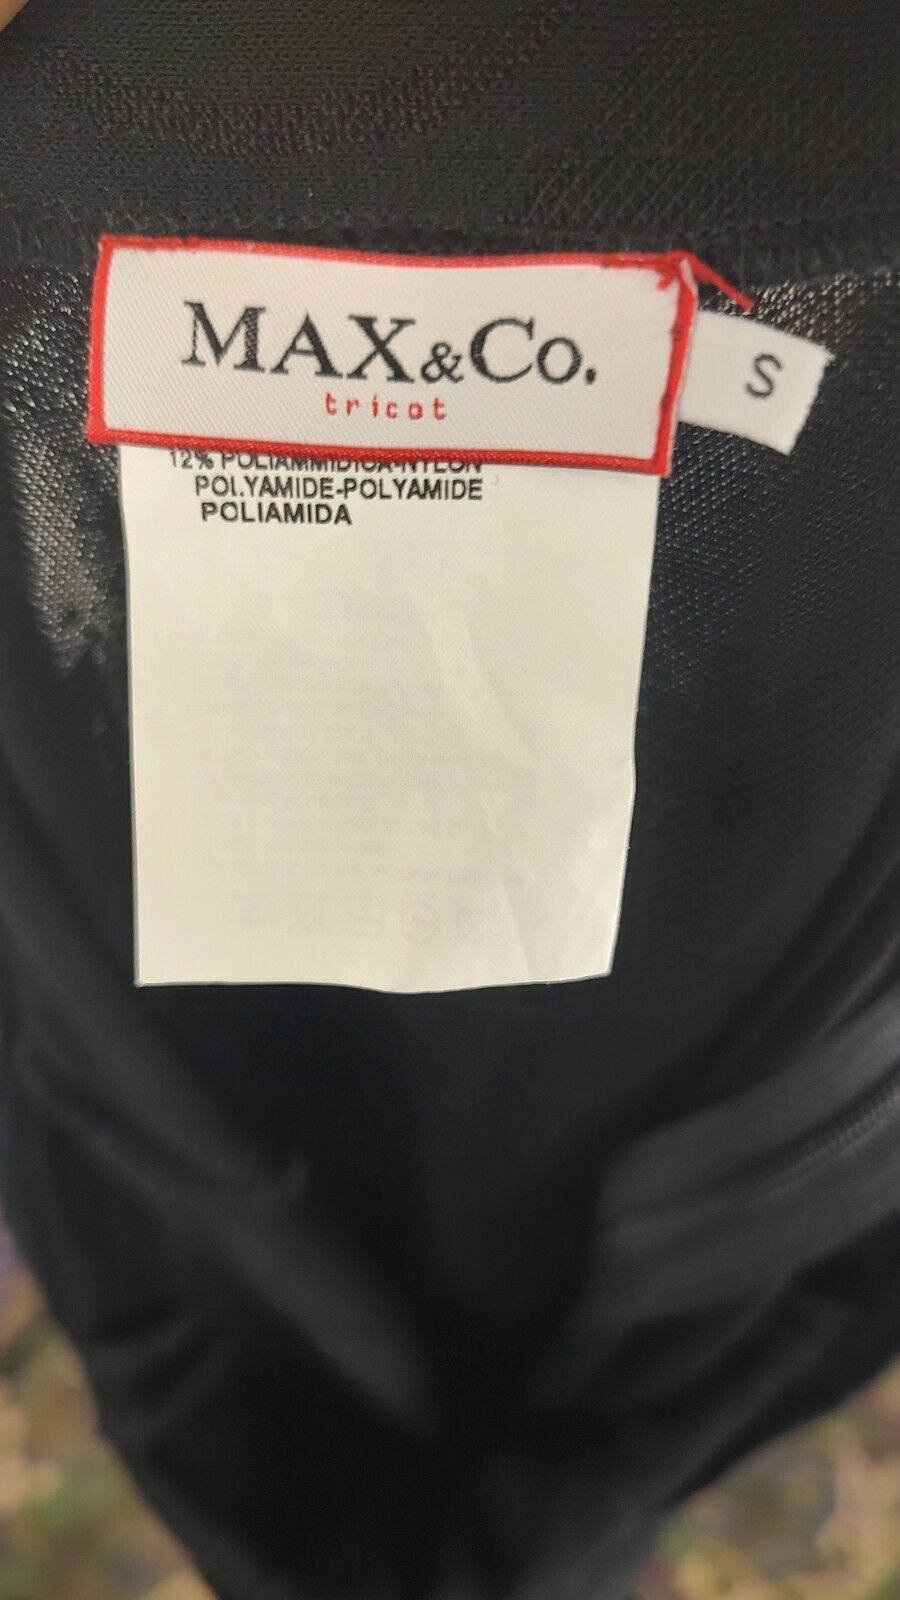 MAX&Co.
tricot
S
12% POLIAMMIDICA-NYLON
POLYAMIDE-POLYAMIDE
POLIAMIDA